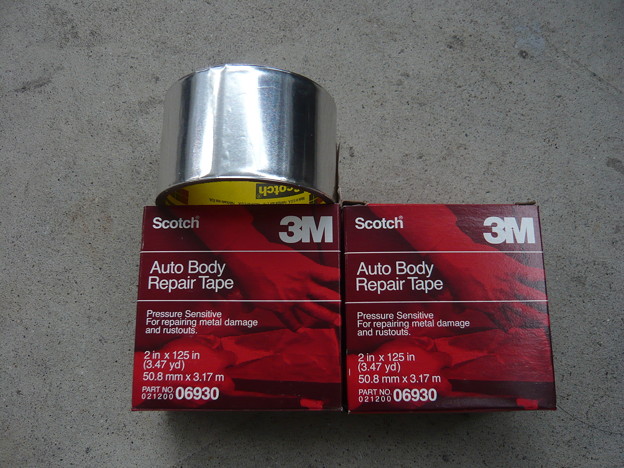 Scotch
Scotch® 3M
Auto Body
Repair Tape
Pressure Sensitive
For repairing metal damage
and rustouts.
2 in x 125 in
(3.47 yd)
50.8 mm x 3.17 m
PART NO.
021200 06930
Scotch® 3M
Auto Body
Repair Tape
Pressure Sensitive
For repairing metal damage
and rustouts.
2 in x 125 in
(3.47 yd)
50.8 mm x 3.17 m
PART NO.
021200 06930